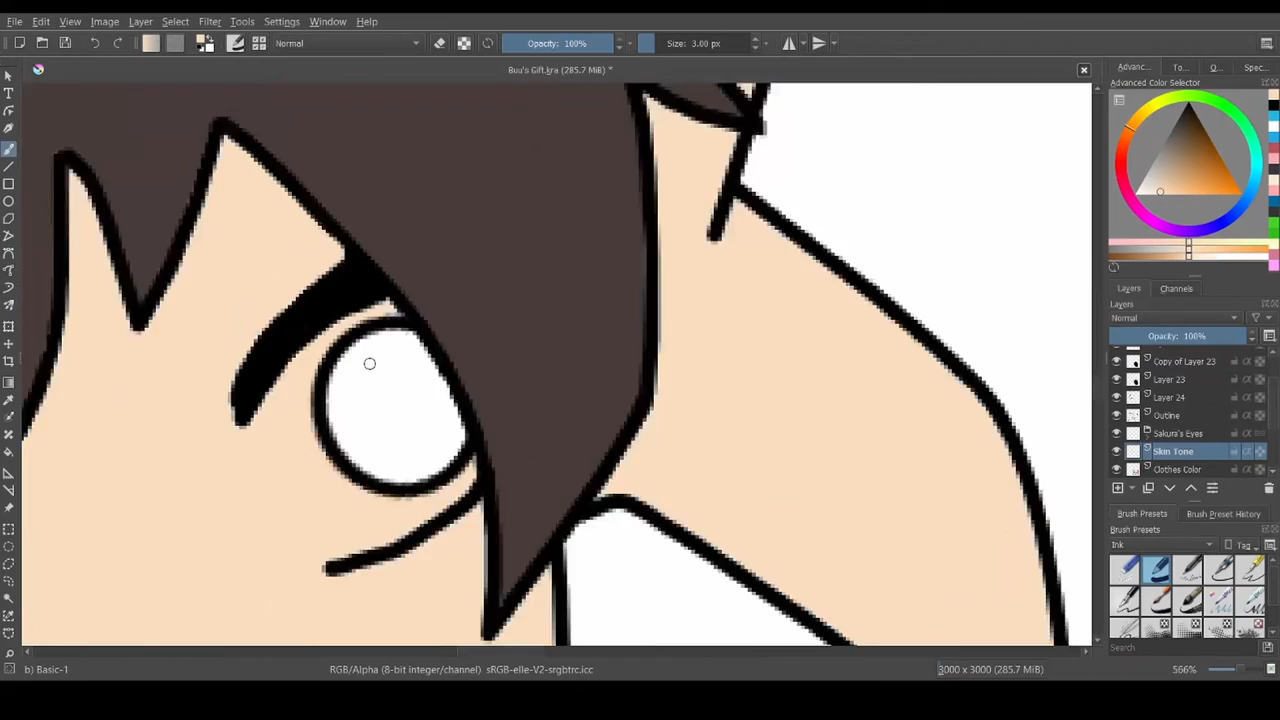 File Edit View Image Layer Select Filter Tools Settings Window Help
Normal Opacity: 100% Size: 3.00 px
Buu's Gift.kra (285.7 MiB) *
Advanc... To... Q... Spec...
Advanced Color Selector
Layers Channels
Layers
Normal
Opacity: 100%
Copy of Layer 23
Layer 23
Layer 24
Outine
Sakura's Eyes
Skin Tone
Clothes Color
Brush Presets Brush Preset History
Brush Presets
Ink Tag
Search
b) Basic-1 RGB/Alpha (8-bit integer/channel) sRGB-elle-V2-srgbtrc.icc 3000 x 3000 (285.7 MiB) 566%